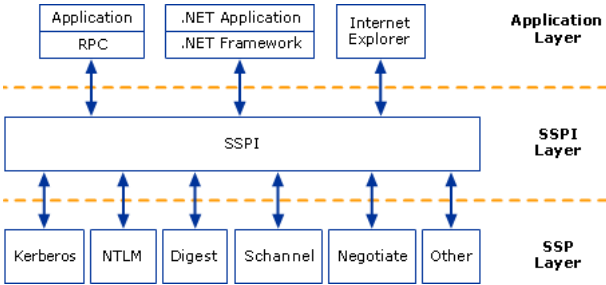 Application
RPC
.NET Application
.NET Framework
Internet
Explorer
Application
Layer
SSPI
SSPI
Layer
Kerberos
NTLM
Digest
Schannel
Negotiate
Other
SSP
Layer